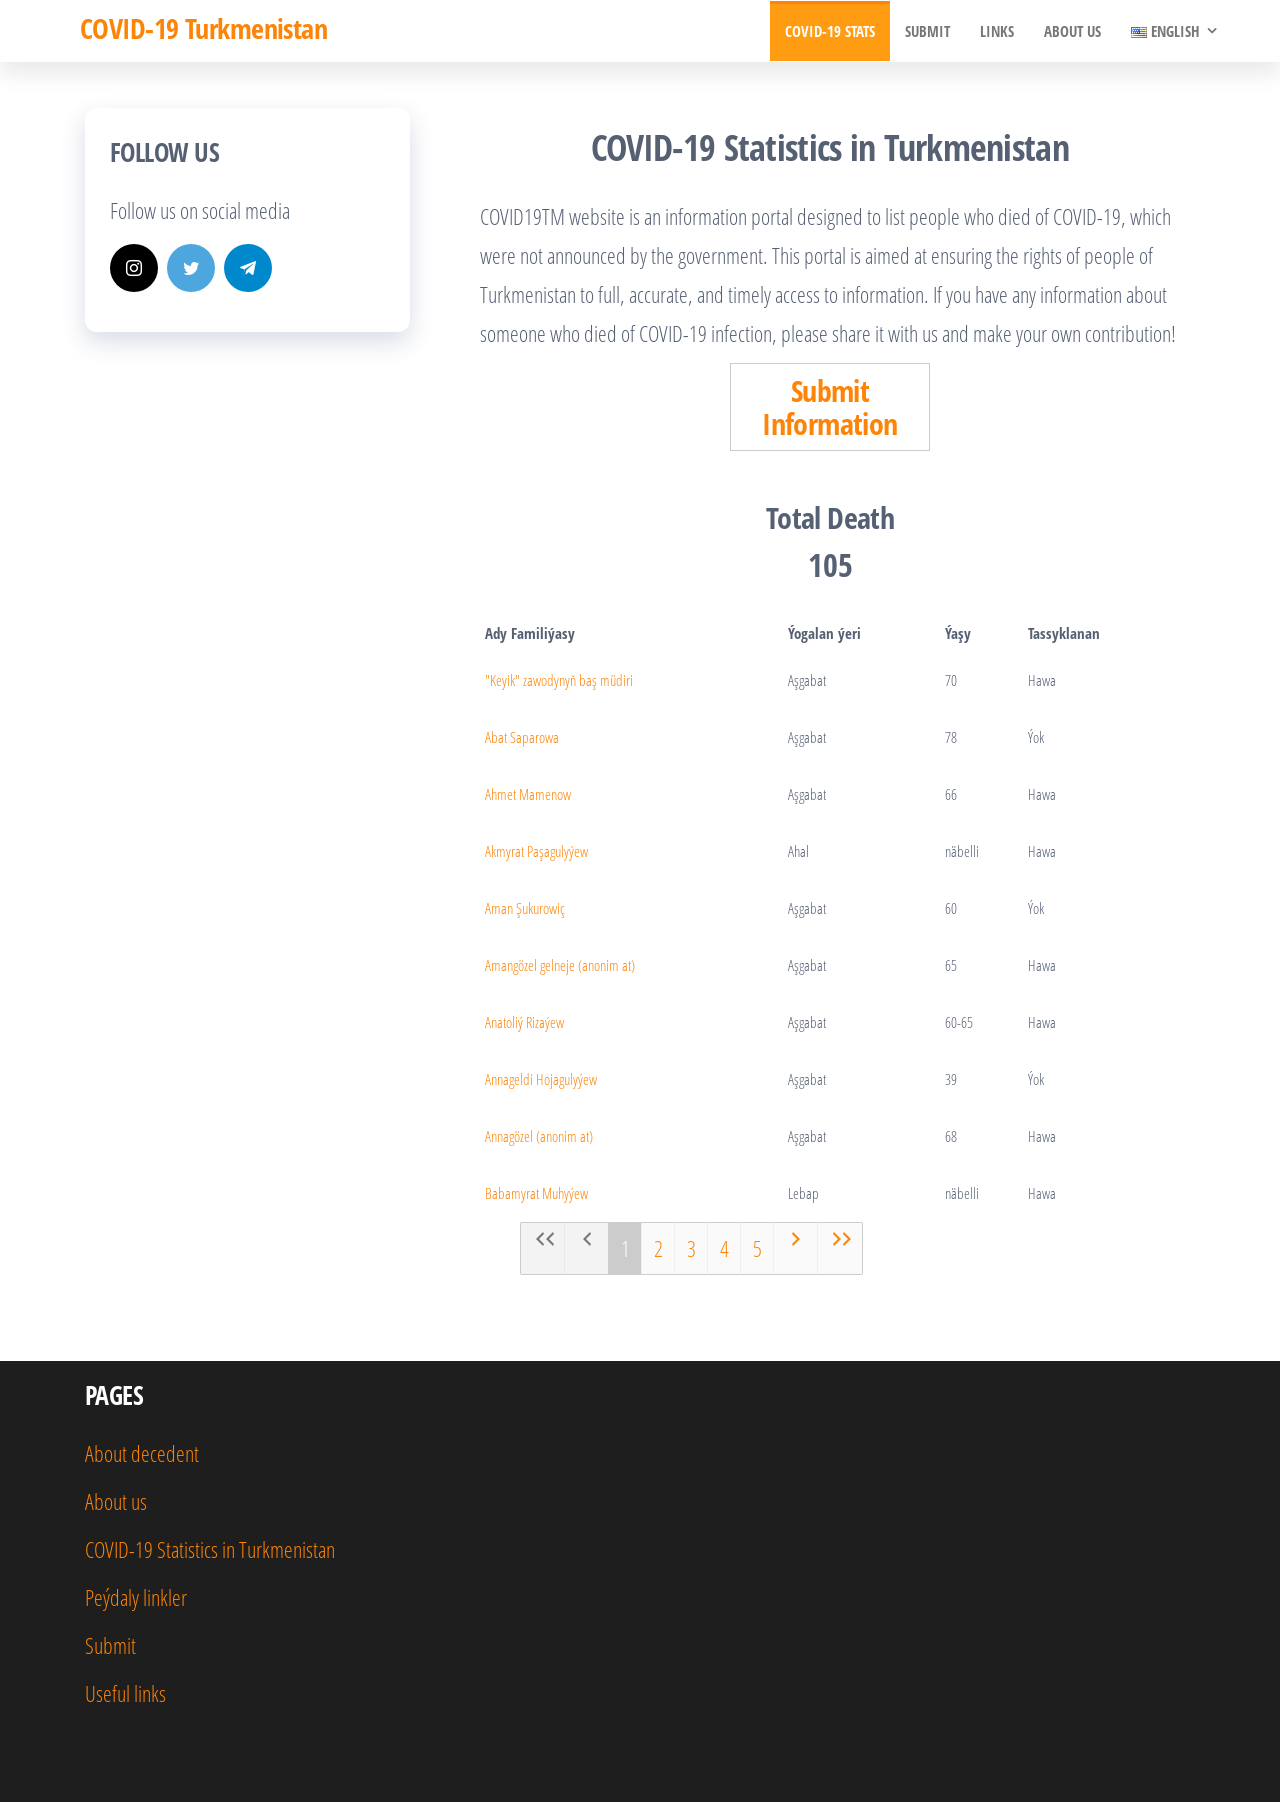 COVID-19 Turkmenistan
COVID-19 STATS SUBMIT LINKS ABOUT US ENGLISH
FOLLOW US
Follow us on social media
COVID-19 Statistics in Turkmenistan
COVID19TM website is an information portal designed to list people who died of COVID-19, which
were not announced by the government. This portal is aimed at ensuring the rights of people of
Turkmenistan to full, accurate, and timely access to information. If you have any information about
someone who died of COVID-19 infection, please share it with us and make your own contribution!
Submit
Information
Total Death
105
Ady Familiýasy Ýogalan ýeri Ýaşy Tassyklanan
"Keyik" zawodynyň baş müdiri Aşgabat 70 Hawa
Abat Saparowa Aşgabat 78 Ýok
Ahmet Mamenow Aşgabat 66 Hawa
Akmyrat Paşagulyýew Ahal näbelli Hawa
Aman Şukurowiç Aşgabat 60 Ýok
Amangözel gelneje (anonim at) Aşgabat 65 Hawa
Anatoliý Rizaýew Aşgabat 60-65 Hawa
Annageldi Hojagulyýew Aşgabat 39 Ýok
Annagözel (anonim at) Aşgabat 68 Hawa
Babamyrat Muhyýew Lebap näbelli Hawa
1 2 3 4 5
PAGES
About decedent
About us
COVID-19 Statistics in Turkmenistan
Peýdaly linkler
Submit
Useful links